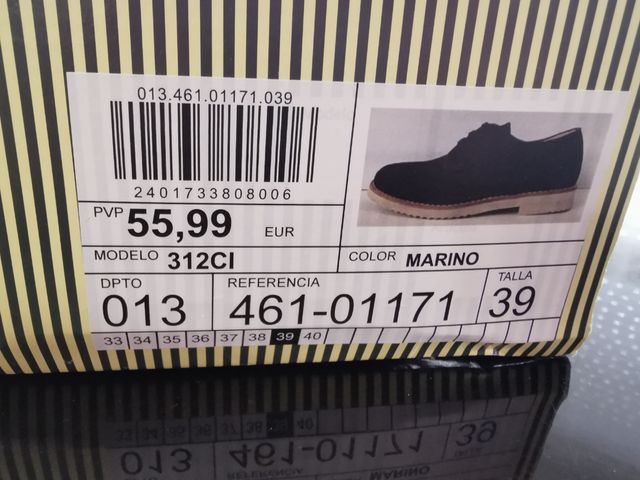 013.461.01171.039
2401733808006
PVP 55,99 EUR
MODELO 312CI
COLOR MARINO
DPTO
013
REFERENCIA
461-01171
TALLA
39
33 34 35 36 37 38 39 40